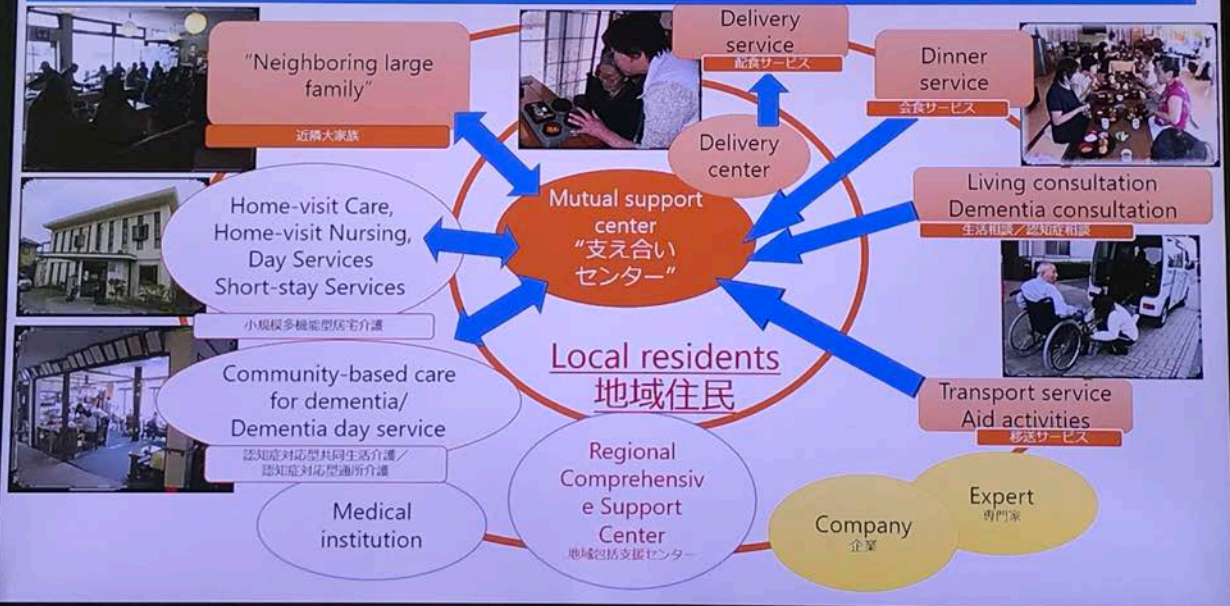 "Neighboring large
family"
近隣大家族
Delivery
service
配食サービス
Dinner
service
会食サービス
Delivery
center
Mutual support
center
"支え合い
センター"
Living consultation
Dementia consultation
生活相談／認知症相談
Home-visit Care,
Home-visit Nursing,
Day Services
Short-stay Services
小規模多機能型居宅介護
Local residents
地域住民
Community-based care
for dementia/
Dementia day service
認知症対応型共同生活介護／
認知症対応型通所介護
Transport service
Aid activities
移送サービス
Medical
institution
Regional
Comprehensiv
e Support
Center
地域包括支援センター
Company
企業
Expert
専門家